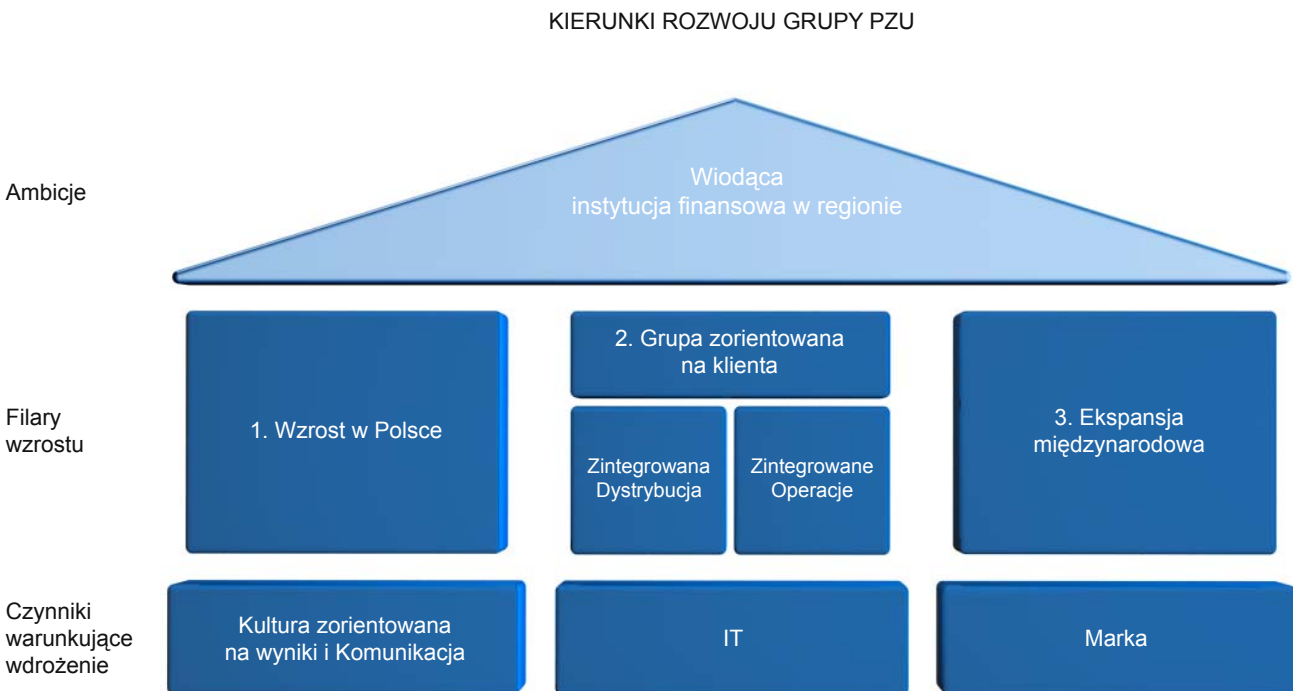 KIERUNKI ROZWOJU GRUPY PZU
Ambicje
Wiodąca
instytucja finansowa w regionie
Filary
wzrostu
1. Wzrost w Polsce
2. Grupa zorientowana
na klienta
Zintegrowana
Dystrybucja
Zintegrowane
Operacje
3. Ekspansja
międzynarodowa
Czynniki
warunkujące
wdrożenie
Kultura zorientowana
na wyniki i Komunikacja
IT
Marka